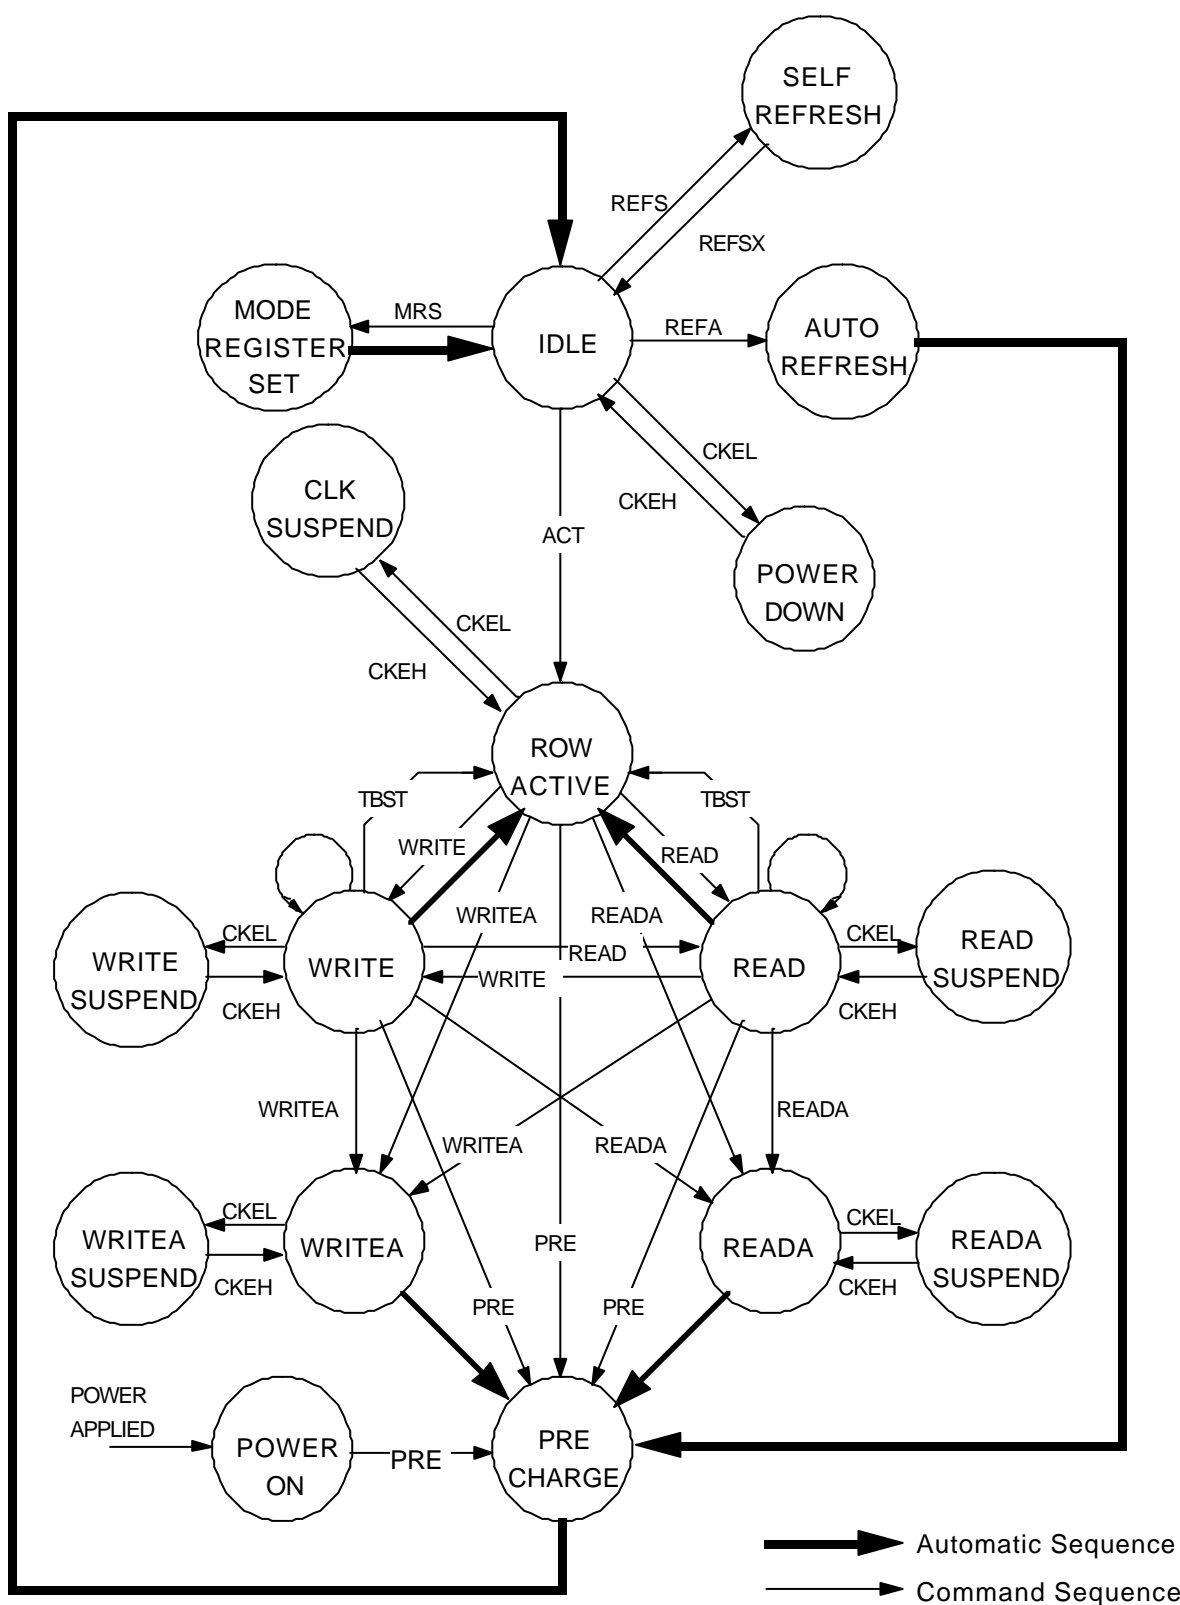 SELF
REFRESH
REFS
REFSX
MODE
REGISTER
SET
MRS
IDLE
REFA
AUTO
REFRESH
CLK
SUSPEND
CKEL
CKEH
ACT
POWER
DOWN
CKEL
CKEH
ROW
ACTIVE
TBST
TBST
WRITE
READ
WRITEA
READA
WRITE
SUSPEND
CKEL
CKEH
WRITE
READ
WRITE
READ
CKEL
CKEH
READ
SUSPEND
WRITEA
READA
WRITEA
READA
WRITEA
SUSPEND
CKEL
CKEH
WRITEA
PRE
READA
CKEL
CKEH
READA
SUSPEND
PRE
PRE
POWER
APPLIED
POWER
ON
PRE
PRE
CHARGE
Automatic Sequence
Command Sequence